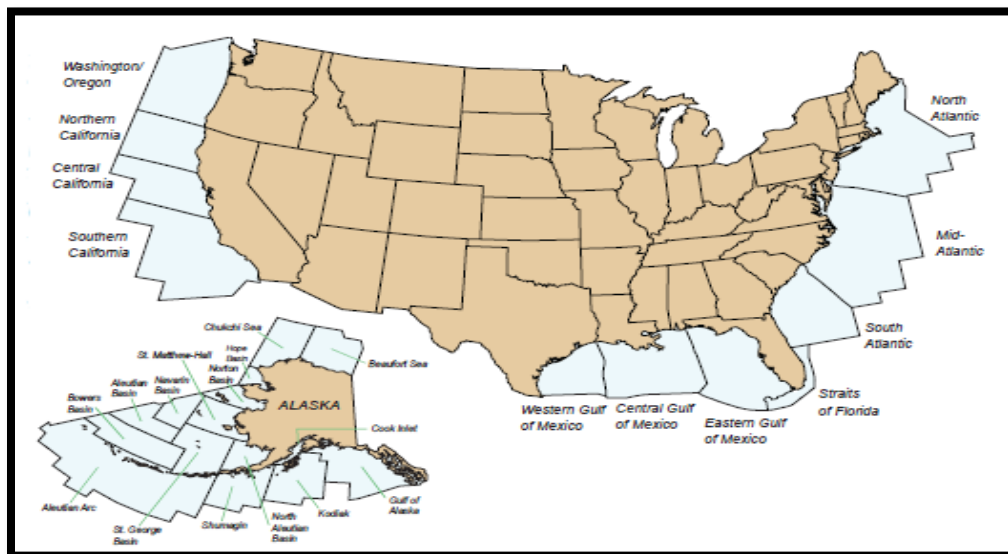 Washington/
Oregon
Northern
California
Central
California
Southern
California
North
Atlantic
Mid-
Atlantic
South
Atlantic
Straits
of Florida
Western Gulf
of Mexico
Central Gulf
of Mexico
Eastern Gulf
of Mexico
Chukchi Sea
Hope
Basin
Beaufort Sea
St. Matthew-Hall
Norton
Basin
Navarin
Basin
Aleutian
Basin
Bowers
Basin
ALASKA
Cook Inlet
Aleutian Arc
St. George
Basin
Shumagin
North
Aleutian
Basin
Kodiak
Gulf of
Alaska